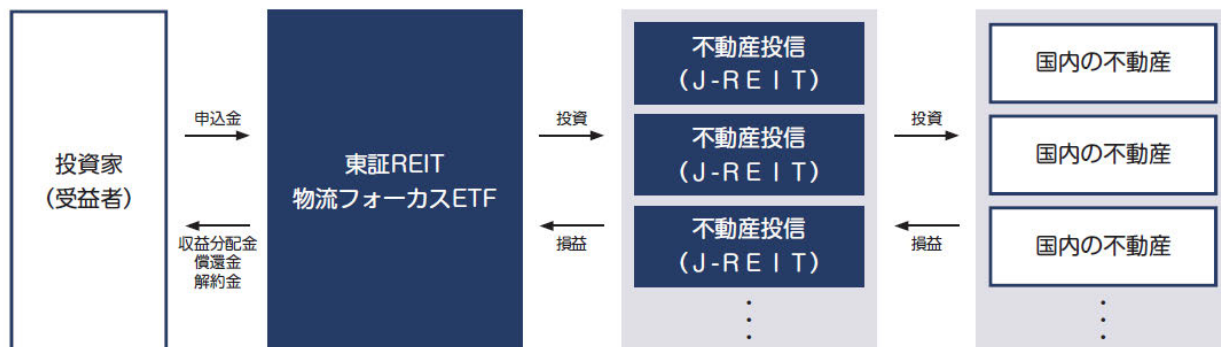 投資家
（受益者）
申込金
収益分配金
償還金
解約金
東証REIT
物流フォーカスETF
投資
損益
不動産投信
（Ｊ-ＲＥＩＴ）
不動産投信
（Ｊ-ＲＥＩＴ）
不動産投信
（Ｊ-ＲＥＩＴ）
投資
損益
国内の不動産
国内の不動産
国内の不動産